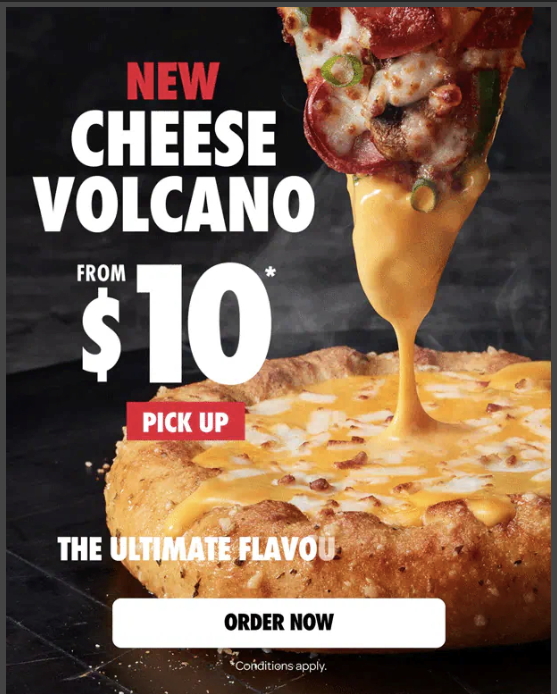 NEW
CHEESE
VOLCANO
FROM
$10*
PICK UP
THE ULTIMATE FLAVOU
ORDER NOW
*Conditions apply.